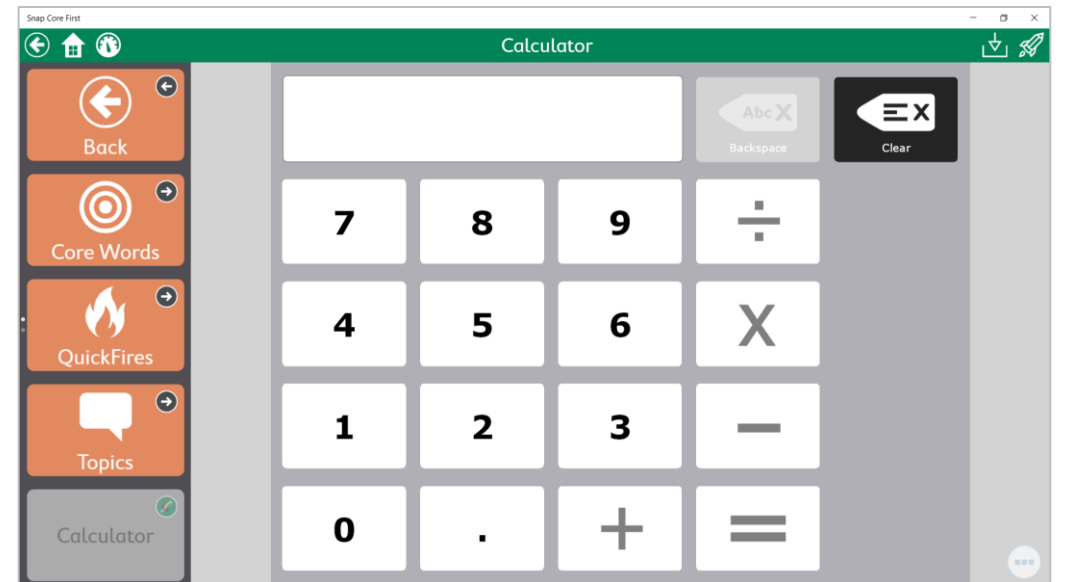 Snap Core First
Calculator
Back
Core Words
QuickFires
Topics
Calculator
Abc X
Backspace
X
Clear
7 8 9 ÷
4 5 6 X
1 2 3 −
0 . + =